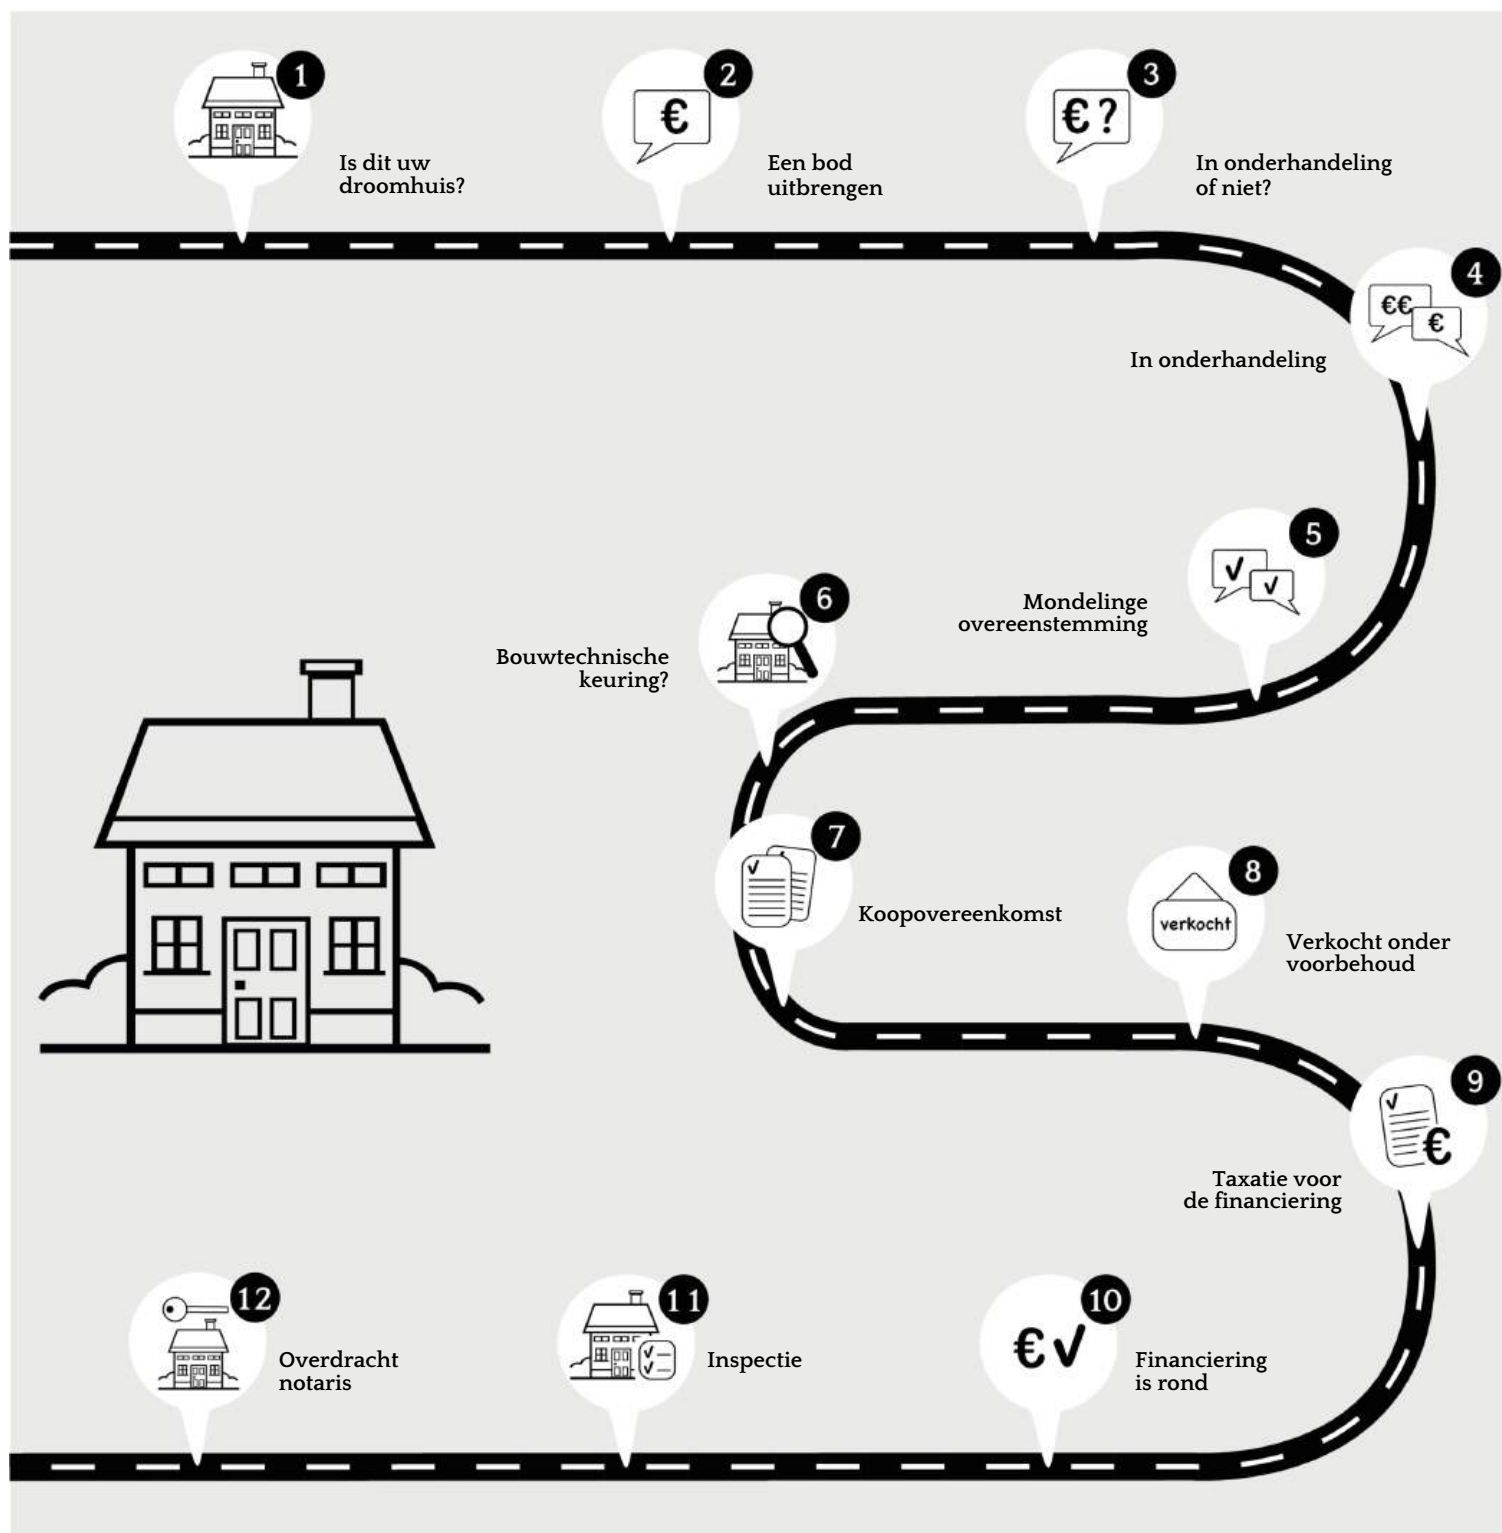 1
Is dit uw
droomhuis?
2
€
Een bod
uitbrengen
3
€ ?
In onderhandeling
of niet?
4
€€
€
In onderhandeling
5
Mondelinge
overeenstemming
6
Bouwtechnische
keuring?
7
Koopovereenkomst
8
verkocht
Verkocht onder
voorbehoud
9
€
Taxatie voor
de financiering
10
€
Financiering
is rond
11
Inspectie
12
Overdracht
notaris